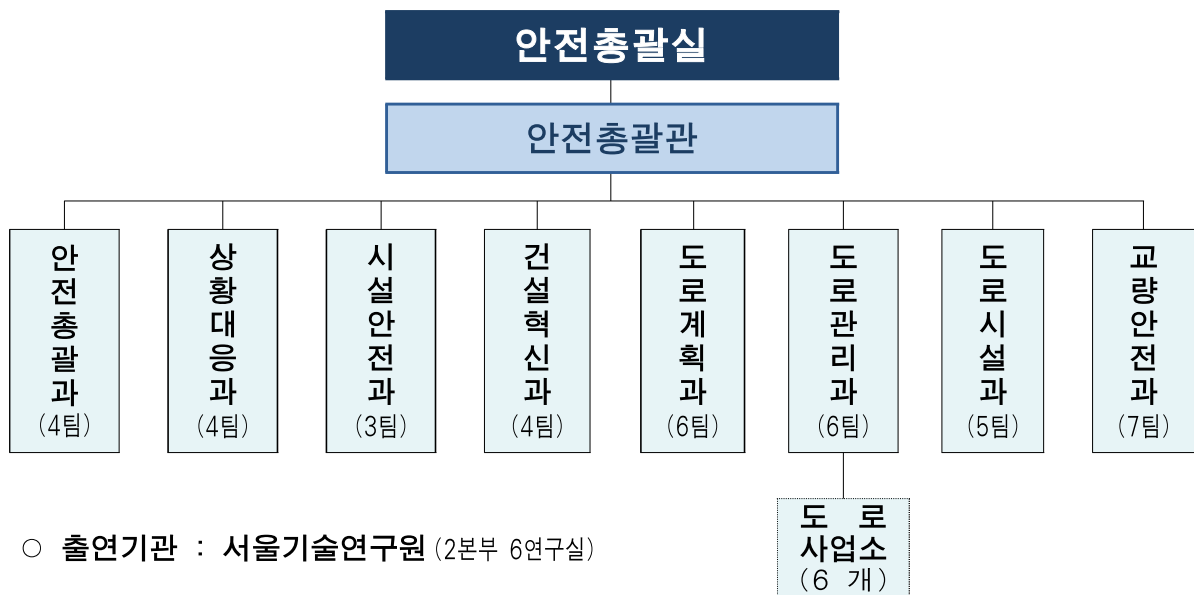 안전총괄실
안전총괄관
안전총괄과
(4팀)
상황대응과
(4팀)
시설안전과
(3팀)
건설혁신과
(4팀)
도로계획과
(6팀)
도로관리과
(6팀)
도로시설과
(5팀)
교량안전과
(7팀)
도 로
사업소
(6 개)
○ 출연기관 : 서울기술연구원 (2본부 6연구실)